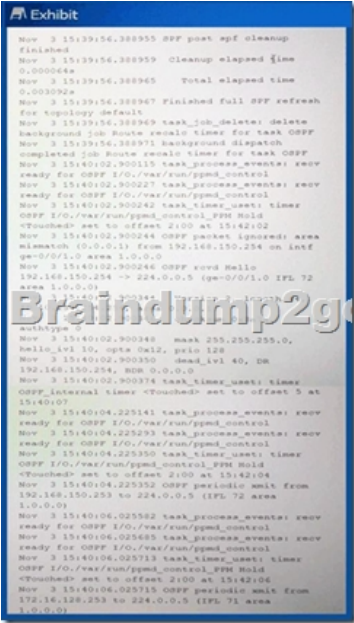 Exhibit
Nov 3 15:39:56.388955 SPF post spf cleanup
finished
Nov 3 15:39:56.388959 Cleanup elapsed time
0.000064s
Nov 3 15:39:56.388965 Total elapsed time
0.003092s
Nov 3 15:39:56.388967 Finished full SPF refresh
for topology default
Nov 3 15:39:56.388969 task_job_delete: delete
background job Route recalc timer for task OSPF
Nov 3 15:39:56.388971 background dispatch
completed job Route recalc timer for task OSPF
Nov 3 15:40:02.900115 task_process_events: recv
ready for OSPF I/O./var/run/ppmd_control
Nov 3 15:40:02.900227 task_process_events: recv
ready for OSPF I/O./var/run/ppmd_control
Nov 3 15:40:02.900242 task_timer_uset: timer
OSPF I/O./var/run/ppmd_control_PPM Hold
<Touched> set to offset 2:00 at 15:42:02
Nov 3 15:40:02.900244 OSPF packet ignored: area
mismatch (0.0.0.1) from 192.168.150.254 on intf
ge-0/0/1.0 area 1.0.0.0
Nov 3 15:40:02.900246 OSPF rcvd Hello
192.168.150.254 -> 224.0.0.5 (ge-0/0/1.0 IFL 72
area 1.0.0.0)
Braindump2go
authtype 0
Nov 3 15:40:02.900348 mask 255.255.255.0,
hello_ivl 10, opts 0x12, prio 128
Nov 3 15:40:02.900350 dead_ivl 40, DR
192.168.150.254, BDR 0.0.0.0
Nov 3 15:40:02.900374 task_timer_uset: timer
OSPF_internal timer <Touched> set to offset 5 at
15:40:07
Nov 3 15:40:04.225141 task_process_events: recv
ready for OSPF I/O./var/run/ppmd_control
Nov 3 15:40:04.225293 task_process_events: recv
ready for OSPF I/O./var/run/ppmd_control
Nov 3 15:40:04.225350 task_timer_uset: timer
OSPF I/O./var/run/ppmd_control_PPM Hold
<Touched> set to offset 2:00 at 15:42:04
Nov 3 15:40:04.225352 OSPF periodic xmit from
192.168.150.253 to 224.0.0.5 (IFL 72 area
1.0.0.0)
Nov 3 15:40:06.025582 task_process_events: recv
ready for OSPF I/O./var/run/ppmd_control
Nov 3 15:40:06.025685 task_process_events: recv
ready for OSPF I/O./var/run/ppmd_control
Nov 3 15:40:06.025713 task_timer_uset: timer
OSPF I/O./var/run/ppmd_control_PPM Hold
<Touched> set to offset 2:00 at 15:42:06
Nov 3 15:40:06.025715 OSPF periodic xmit from
172.16.128.253 to 224.0.0.5 (IFL 71 area
1.0.0.0)